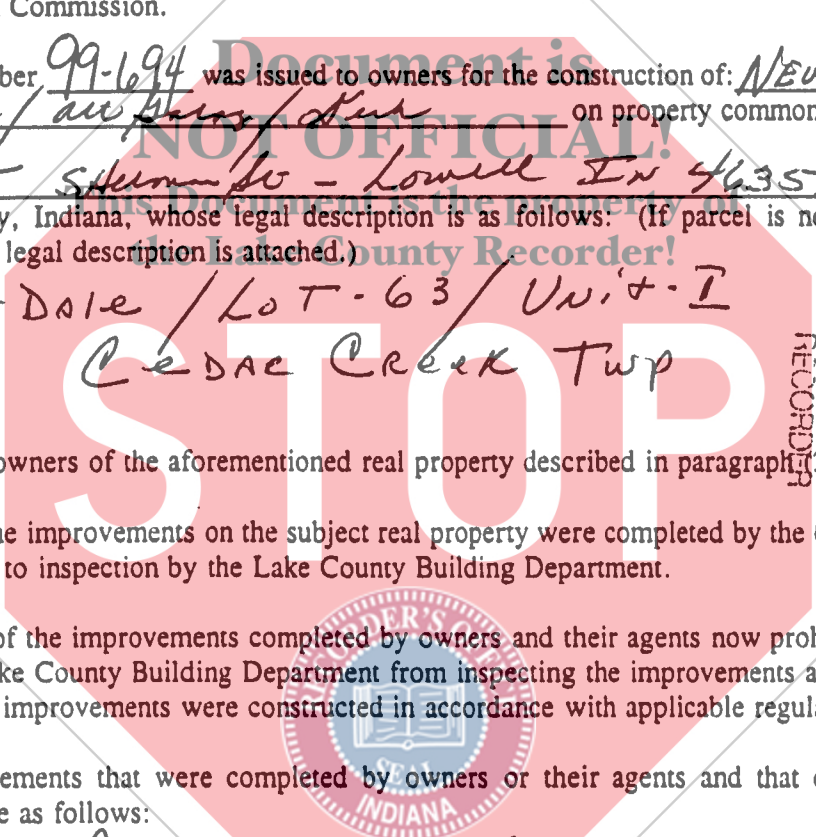 Commission.
ber 99-694 was issued to owners for the construction of: NEW
/ att / on property common
- Lowell IN 4635
y, Indiana, whose legal description is as follows: (If parcel is no
legal description is attached.)
- DAle / LOT - 63 / UNit - I
CeDAr CReeK Twp
RECORDER
owners of the aforementioned real property described in paragraph (
e improvements on the subject real property were completed by the
to inspection by the Lake County Building Department.
of the improvements completed by owners and their agents now proh
ke County Building Department from inspecting the improvements a
improvements were constructed in accordance with applicable regula
ements that were completed by owners or their agents and that
e as follows:
Document is
NOT OFFICIAL!
This Document is the property of
the Lake County Recorder!
STOP
RECORDER'S OFFICE
SEAL
INDIANA